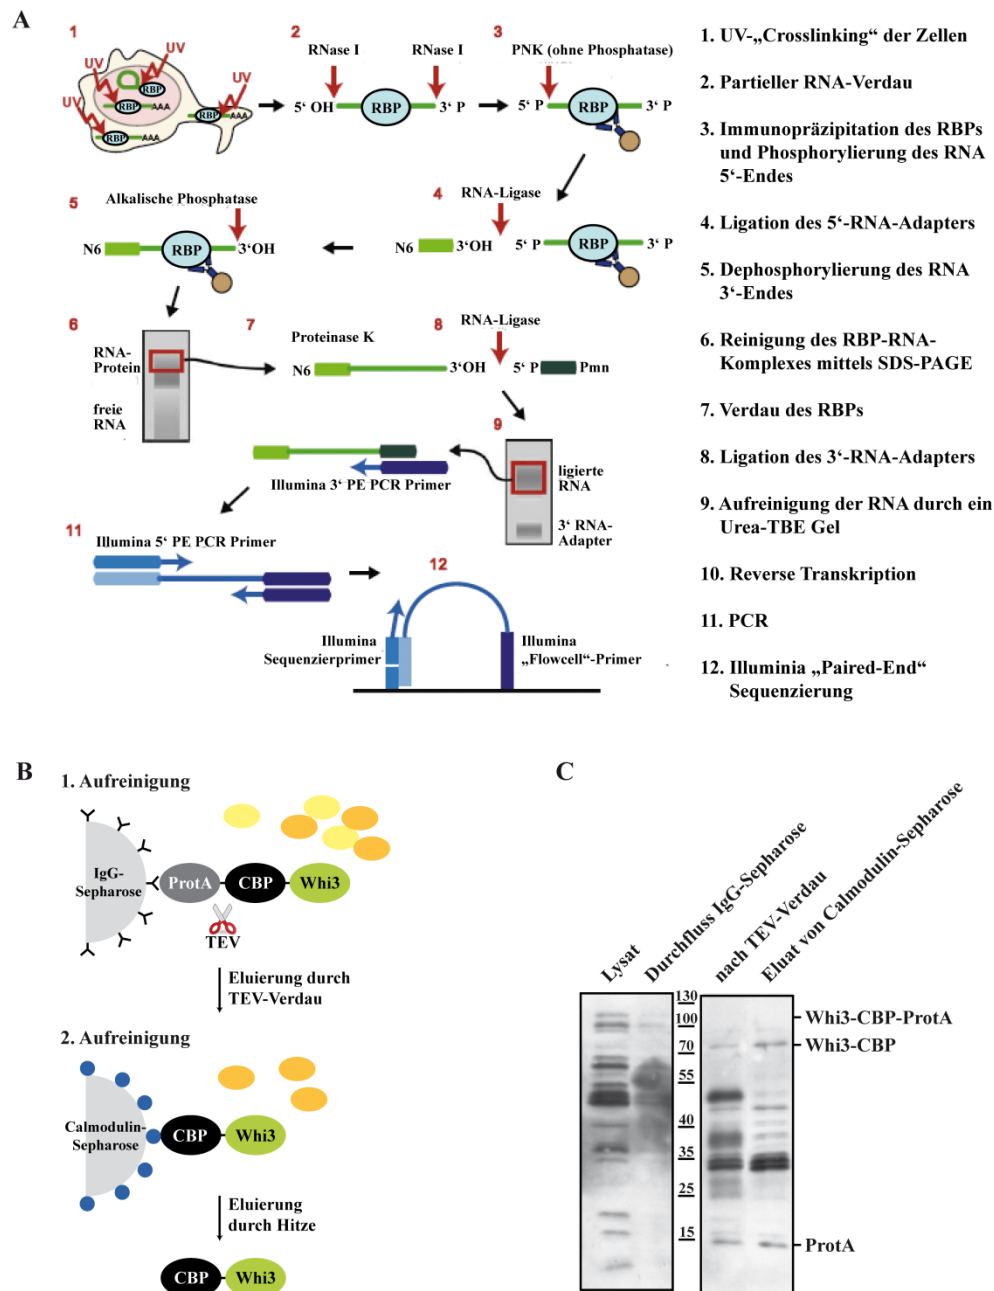 A
1
UV
UV
UV
UV
RBP
RBP
AAA
RBP
AAA
RBP
AAA
2
RNase I
RNase I
5‘ OH
RBP
3‘ P
3
PNK (ohne Phosphatase)
5‘ P
RBP
3‘ P
4
RNA-Ligase
N6
3‘OH
5‘ P
RBP
3‘ P
5
Alkalische Phosphatase
N6
RBP
3‘OH
6
RNA-
Protein
freie
RNA
7
Proteinase K
N6
3‘OH
8
RNA-Ligase
5‘ P
Pmn
9
ligierte
RNA
3‘ RNA-
Adapter
Illumina 3‘ PE PCR Primer
11
Illumina 5‘ PE PCR Primer
12
Illumina
Sequenzierprimer
Illumina
„Flowcell“-Primer
1. UV-„Crosslinking“ der Zellen
2. Partieller RNA-Verdau
3. Immunopräzipitation des RBPs
und Phosphorylierung des RNA
5‘-Endes
4. Ligation des 5‘-RNA-Adapters
5. Dephosphorylierung des RNA
3‘-Endes
6. Reinigung des RBP-RNA-
Komplexes mittels SDS-PAGE
7. Verdau des RBPs
8. Ligation des 3‘-RNA-Adapters
9. Aufreinigung der RNA durch ein
Urea-TBE Gel
10. Reverse Transkription
11. PCR
12. Illuminia „Paired-End“
Sequenzierung
B
1. Aufreinigung
IgG-
Sepharose
ProtA
CBP
Whi3
TEV
Eluierung durch
TEV-Verdau
2. Aufreinigung
Calmodulin-
Sepharose
CBP
Whi3
Eluierung
durch Hitze
CBP
Whi3
C
Lysat
Durchfluss IgG-Sepharose
nach TEV-Verdau
Eluat von Calmodulin-Sepharose
130
100
70
55
40
35
25
15
Whi3-CBP-ProtA
Whi3-CBP
ProtA